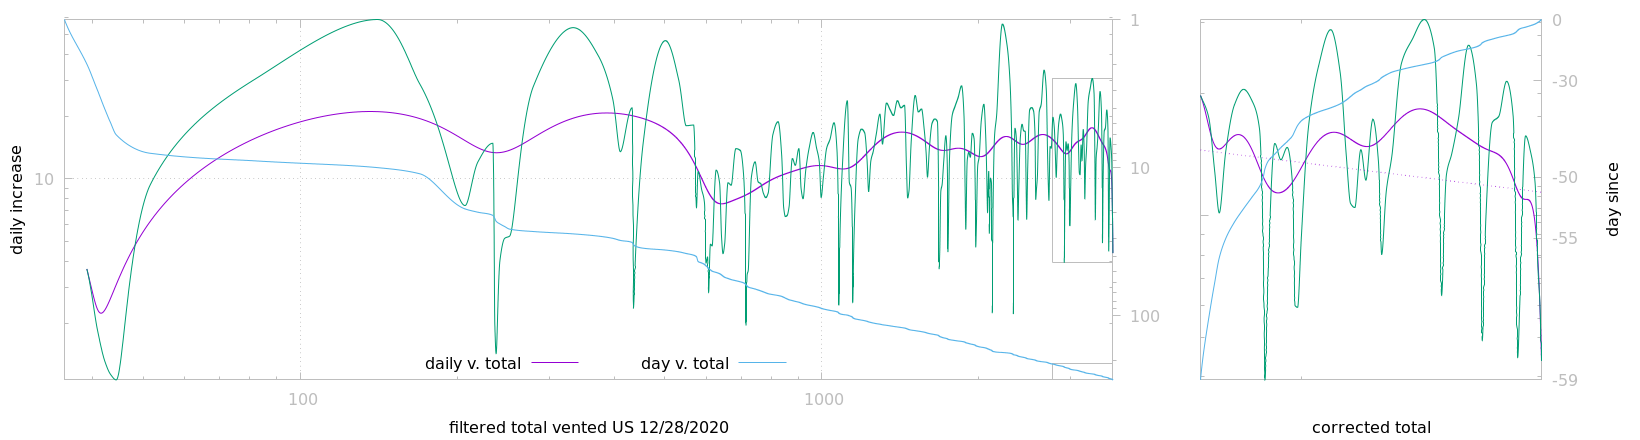 1
0
-30
daily increase
10
10
-50
day since
-55
100
daily v. total
day v. total
-59
100
1000
filtered total vented US 12/28/2020
corrected total